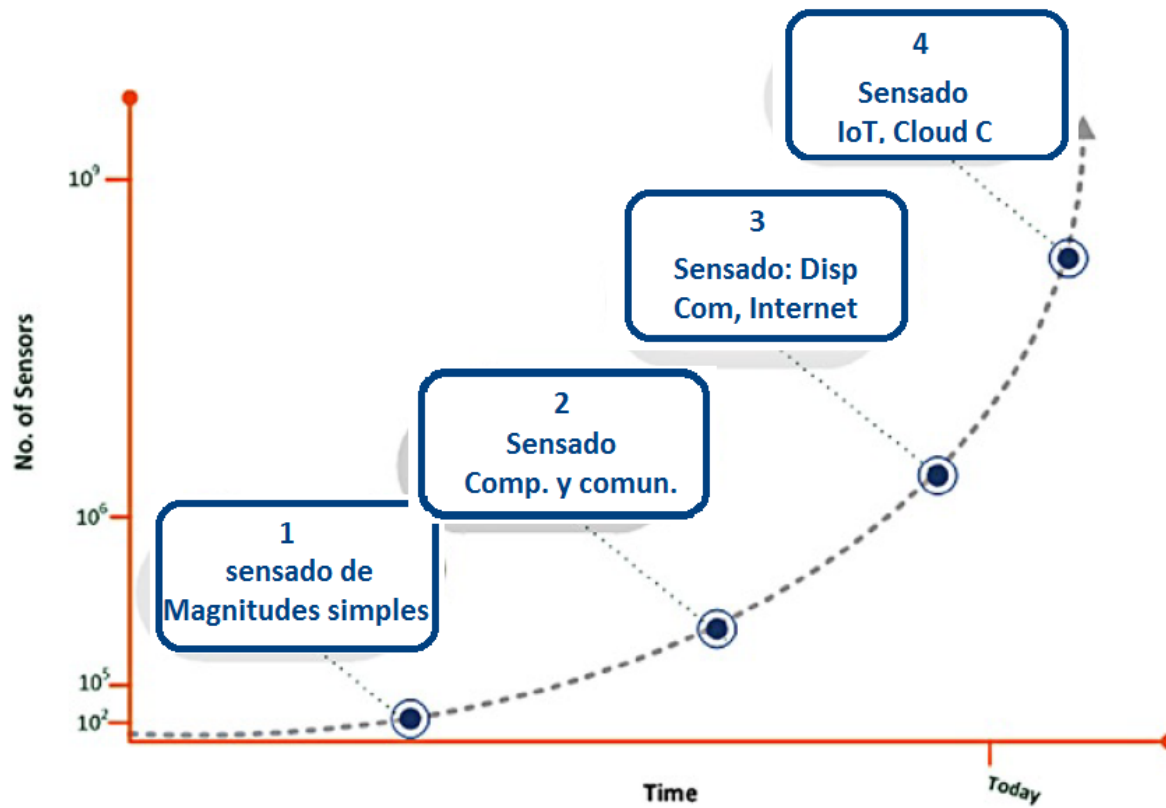 4
Sensado
IoT, Cloud C
10⁹
3
Sensado: Disp
Com, Internet
No. of Sensors
2
Sensado
Comp. y comun.
10⁶
1
sensado de
Magnitudes simples
10⁵
10²
Time
Today